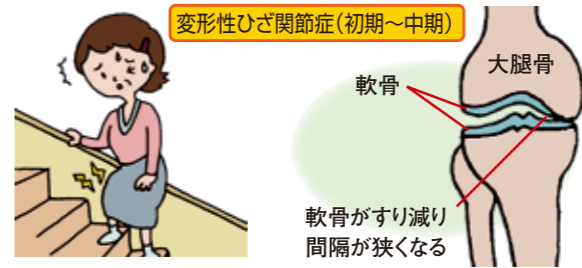 変形性ひざ関節症（初期～中期）
大腿骨
軟骨
軟骨がすり減り
間隔が狭くなる